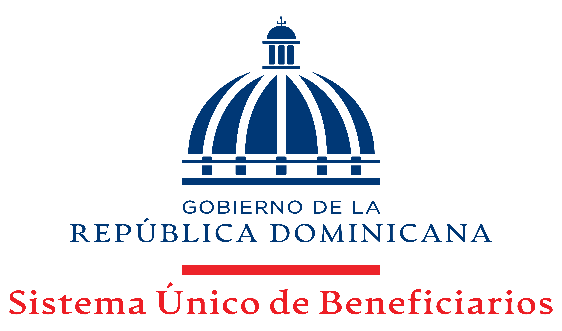 GOBIERNO DE LA
REPÚBLICA DOMINICANA
Sistema Único de Beneficiarios